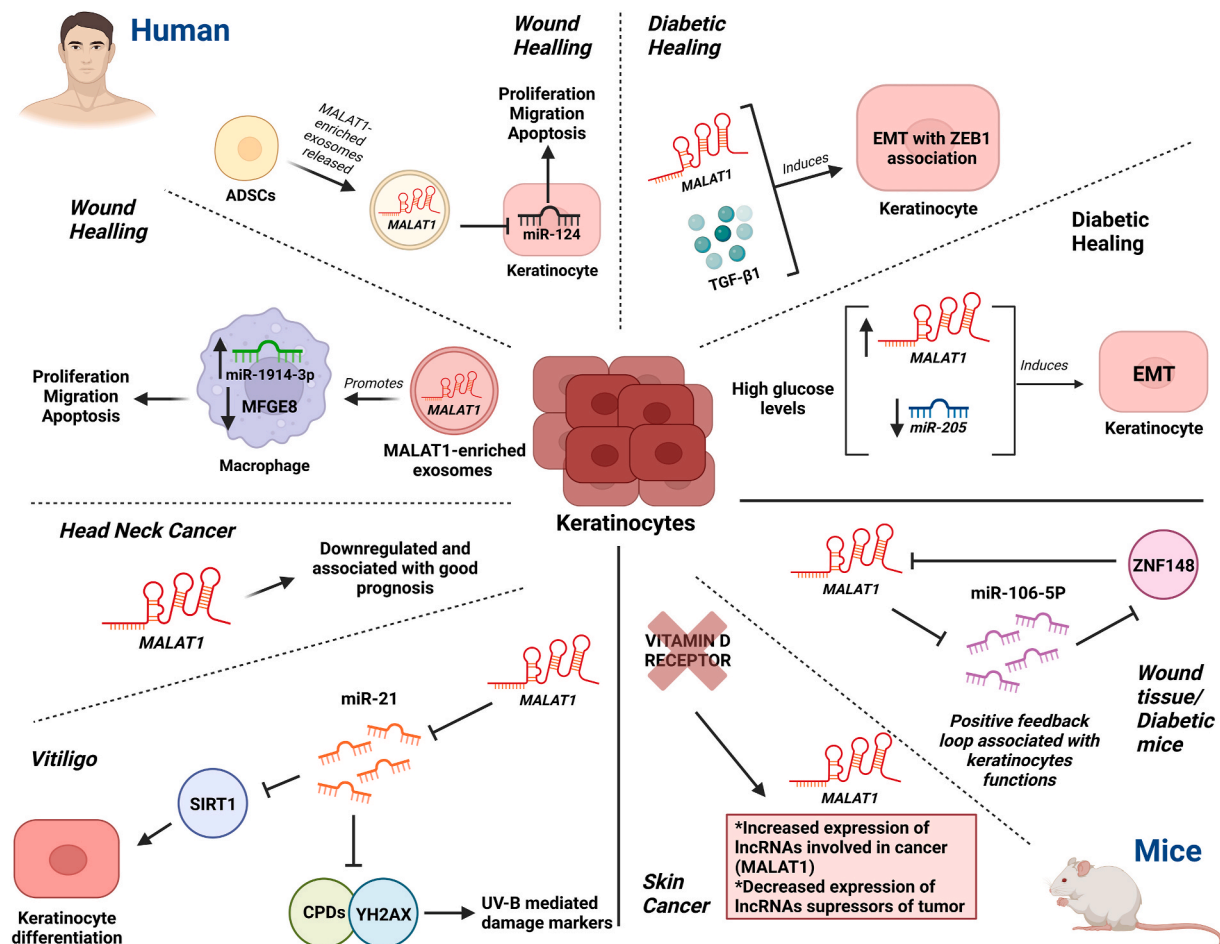 Human
Wound
Healling
MALAT1-
enriched
exosomes
released
ADSCs
MALAT1
Proliferation
Migration
Apoptosis
miR-124
Keratinocyte
Diabetic
Healing
MALAT1
TGF-β1
Induces
EMT with ZEB1
association
Keratinocyte
Wound
Healling
Proliferation
Migration
Apoptosis
miR-1914-3p
MFGE8
Macrophage
Promotes
MALAT1
MALAT1-enriched
exosomes
Diabetic
Healing
High glucose
levels
MALAT1
miR-205
Induces
EMT
Keratinocyte
Keratinocytes
Head Neck Cancer
MALAT1
Downregulated and
associated with good
prognosis
Vitiligo
MALAT1
miR-21
SIRT1
Keratinocyte
differentiation
CPDs
YH2AX
UV-B mediated
damage markers
MALAT1
ZNF148
miR-106-5P
Wound
tissue/
Diabetic
mice
Positive feedback
loop associated with
keratinocytes
functions
VITAMIN D
RECEPTOR
MALAT1
*Increased expression of
lncRNAs involved in cancer
(MALAT1)
*Decreased expression of
lncRNAs supressors of tumor
Skin
Cancer
Mice